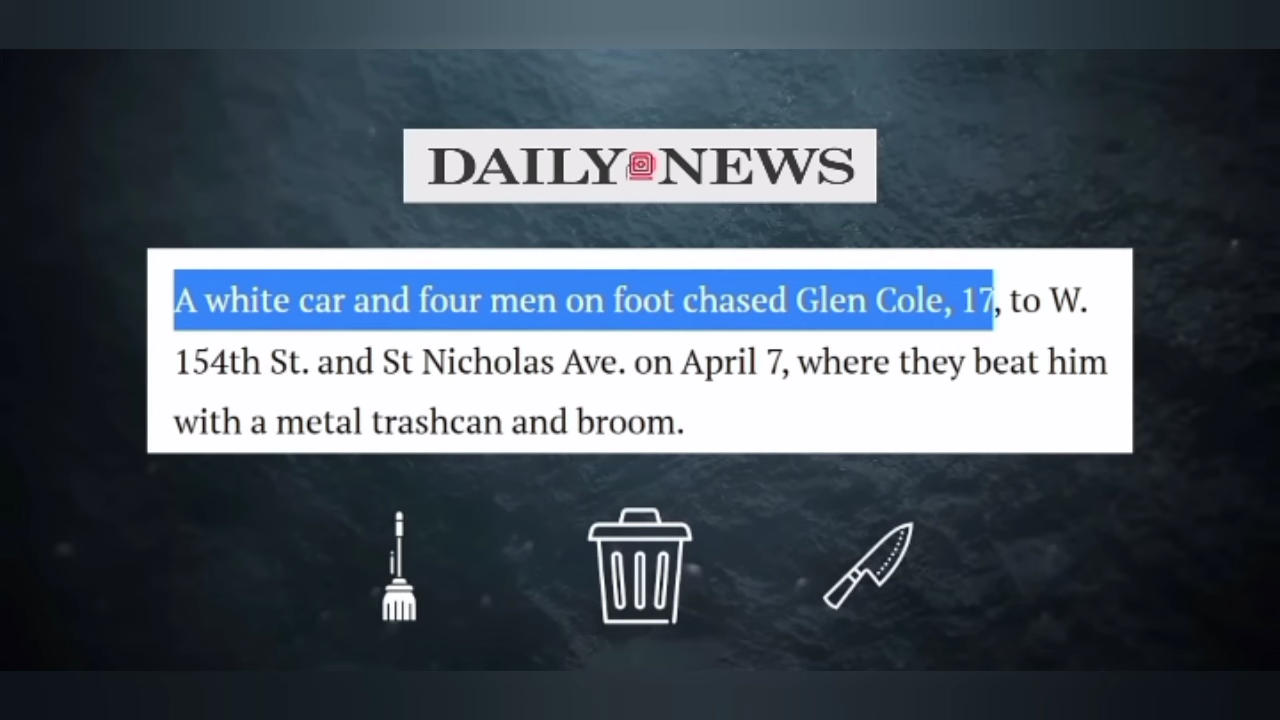 DAILY NEWS
A white car and four men on foot chased Glen Cole, 17, to W.
154th St. and St Nicholas Ave. on April 7, where they beat him
with a metal trashcan and broom.